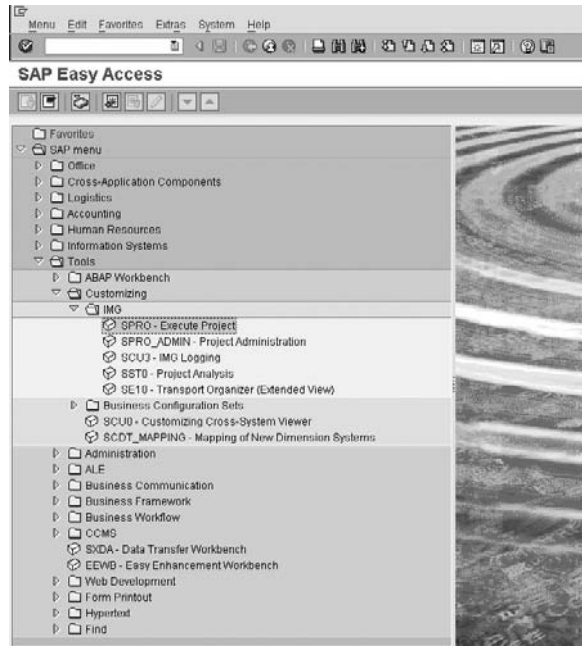 Menu Edit Favorites Extras System Help
SAP Easy Access
Favorites
SAP menu
Office
Cross-Application Components
Logistics
Accounting
Human Resources
Information Systems
Tools
ABAP Workbench
Customizing
IMG
SPRO - Execute Project
SPRO_ADMIN - Project Administration
SCU3 - IMG Logging
SST0 - Project Analysis
SE10 - Transport Organizer (Extended View)
Business Configuration Sets
SCU0 - Customizing Cross-System Viewer
SCDT_MAPPING - Mapping of New Dimension Systems
Administration
ALE
Business Communication
Business Framework
Business Workflow
CCMS
SXDA - Data Transfer Workbench
EEWB - Easy Enhancement Workbench
Web Development
Form Printout
Hypertext
Find